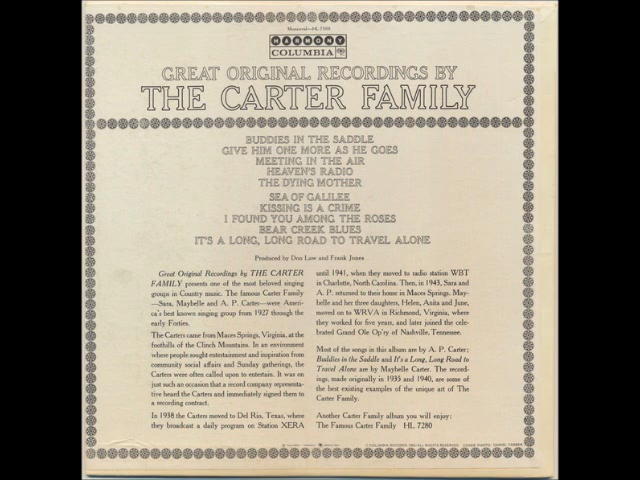 Monaural—HL 7300
HARMONY
COLUMBIA
GREAT ORIGINAL RECORDINGS BY
THE CARTER FAMILY
BUDDIES IN THE SADDLE
GIVE HIM ONE MORE AS HE GOES
MEETING IN THE AIR
HEAVEN'S RADIO
THE DYING MOTHER
SEA OF GALILEE
KISSING IS A CRIME
I FOUND YOU AMONG THE ROSES
BEAR CREEK BLUES
IT'S A LONG, LONG ROAD TO TRAVEL ALONE
Produced by Don Law and Frank Jones
Great Original Recordings by THE CARTER
FAMILY presents one of the most beloved singing
groups in Country music. The famous Carter Family
—Sara, Maybelle and A. P. Carter—were Ameri-
ca's best known singing group from 1927 through the
early Forties.
The Carters came from Maces Springs, Virginia, at the
foothills of the Clinch Mountains. In an environment
where people sought entertainment and inspiration from
community social affairs and Sunday gatherings, the
Carters were often called upon to entertain. It was on
just such an occasion that a record company representa-
tive heard the Carters and immediately signed them to
a recording contract.
In 1938 the Carters moved to Del Rio, Texas, where
they broadcast a daily program on Station XERA
until 1941, when they moved to radio station WBT
in Charlotte, North Carolina. Then, in 1943, Sara and
A. P. returned to their home in Maces Springs. May-
belle and her three daughters, Helen, Anita and June,
moved on to WRVA in Richmond, Virginia, where
they worked for five years, and later joined the cele-
brated Grand Ole Op'ry of Nashville, Tennessee.
Most of the songs in this album are by A. P. Carter;
Buddies in the Saddle and It's a Long, Long Road to
Travel Alone are by Maybelle Carter. The record-
ings, made originally in 1935 and 1940, are some of
the best existing examples of the unique art of The
Carter Family.
Another Carter Family album you will enjoy:
The Famous Carter Family HL 7280